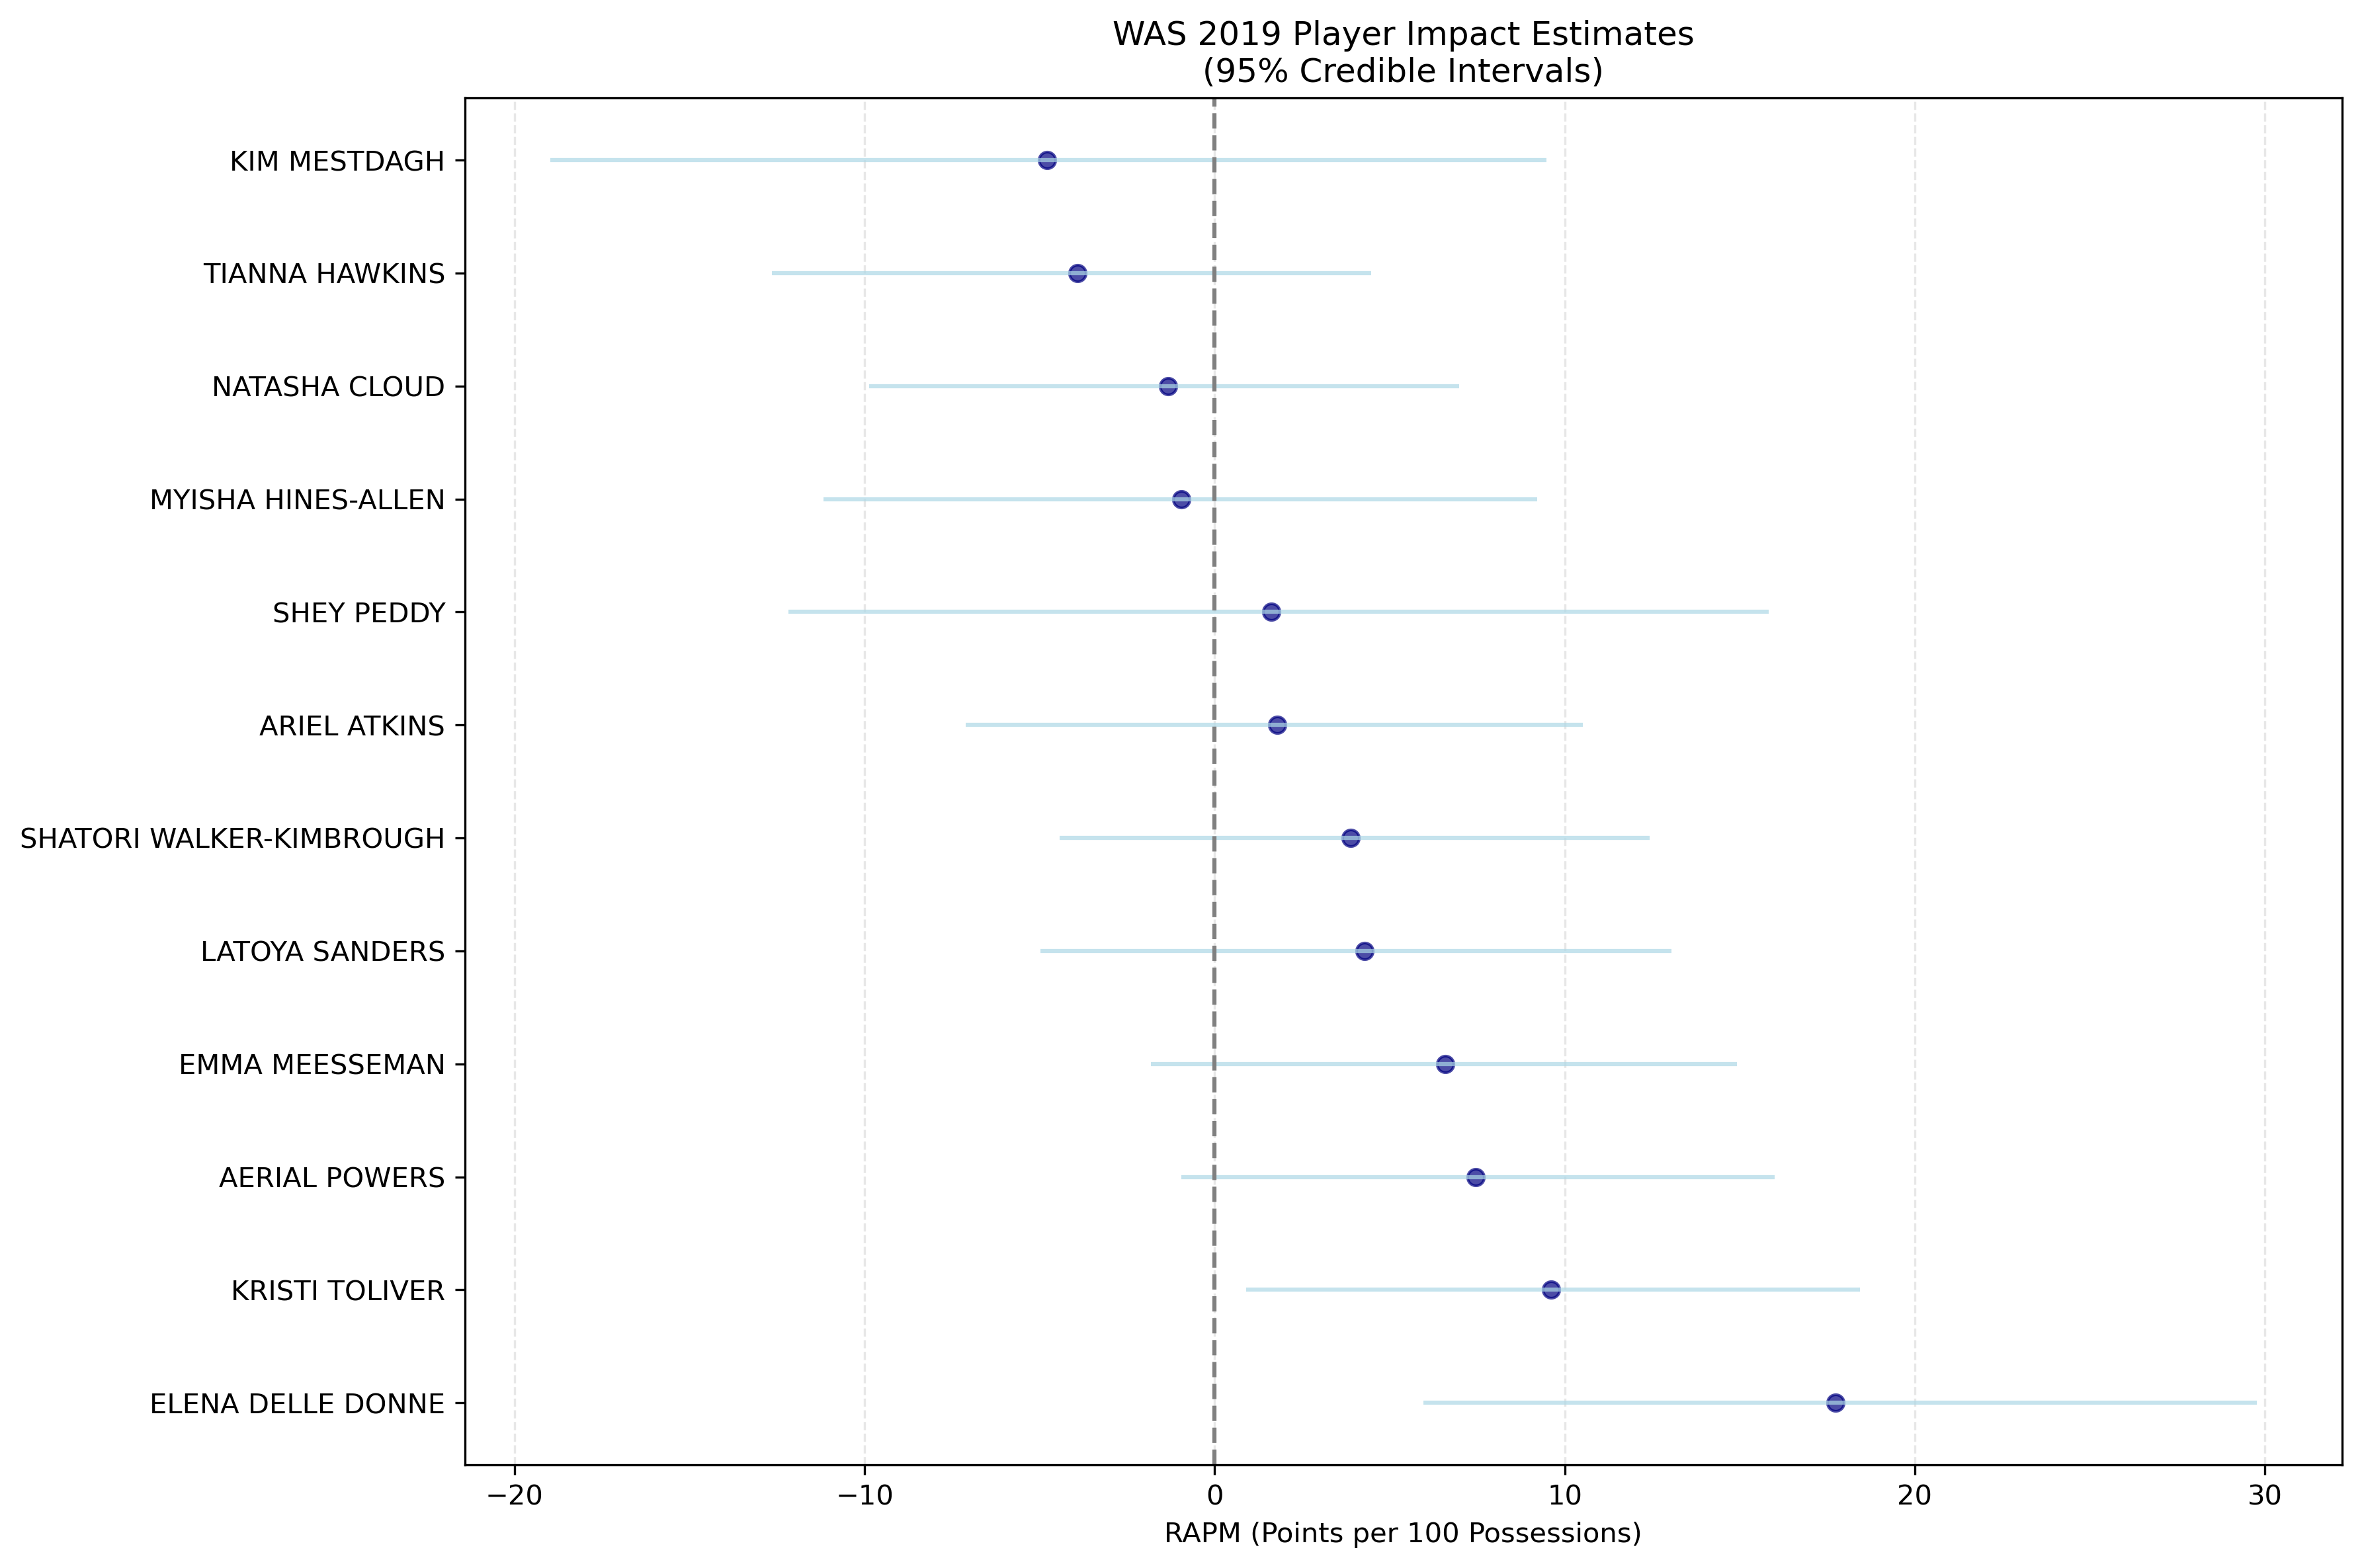 WAS 2019 Player Impact Estimates
(95% Credible Intervals)
KIM MESTDAGH
TIANNA HAWKINS
NATASHA CLOUD
MYISHA HINES-ALLEN
SHEY PEDDY
ARIEL ATKINS
SHATORI WALKER-KIMBROUGH
LATOYA SANDERS
EMMA MEESSEMAN
AERIAL POWERS
KRISTI TOLIVER
ELENA DELLE DONNE
−20 −10 0 10 20 30
RAPM (Points per 100 Possessions)